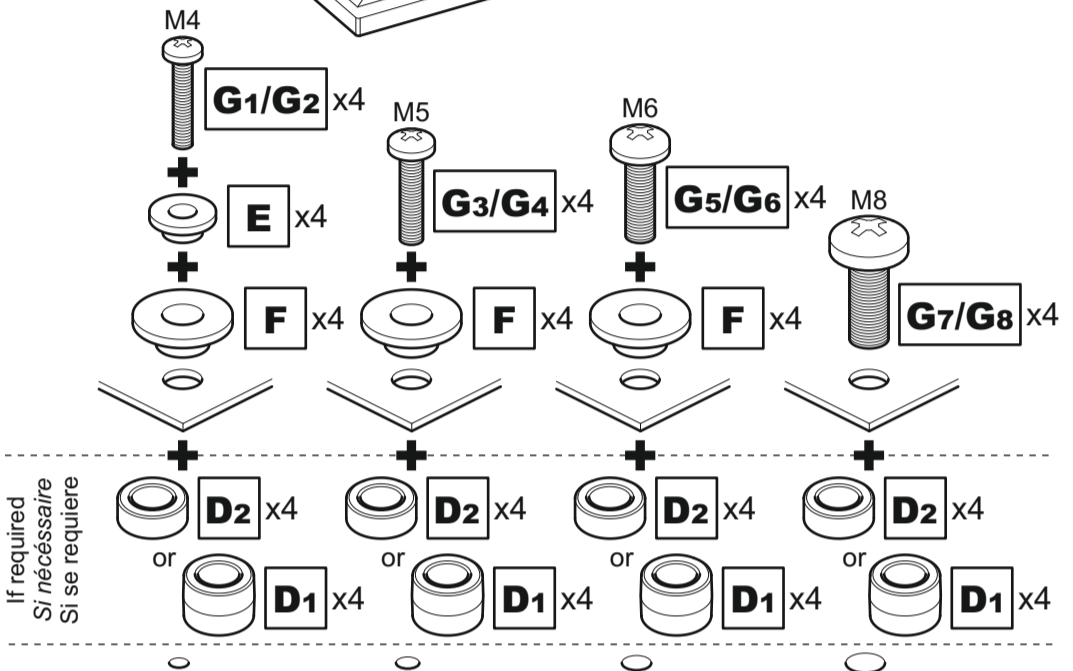 M4
G1/G2 x4
E x4
F x4
M5
G3/G4 x4
F x4
M6
G5/G6 x4
F x4
M8
G7/G8 x4
If required
Si nécéssaire
Si se requiere
D2 x4
or
D1 x4
D2 x4
or
D1 x4
D2 x4
or
D1 x4
D2 x4
or
D1 x4